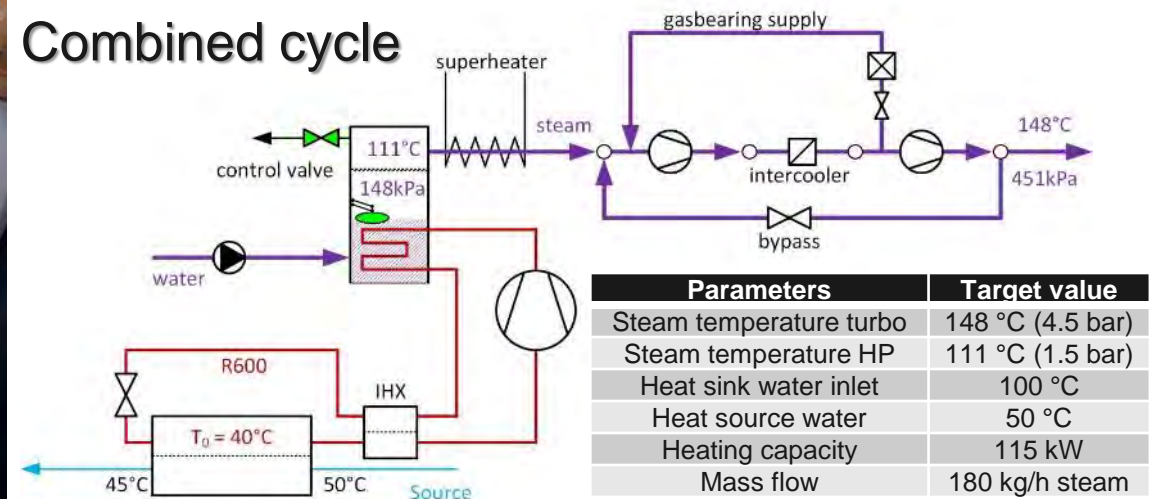 Combined cycle
gasbearing supply
superheater
steam
148°C
111°C
control valve
148kPa
intercooler
451kPa
bypass
water
R600
IHX
T₀ = 40°C
45°C
50°C
Source
Parameters Target value
Steam temperature turbo 148 °C (4.5 bar)
Steam temperature HP 111 °C (1.5 bar)
Heat sink water inlet 100 °C
Heat source water 50 °C
Heating capacity 115 kW
Mass flow 180 kg/h steam